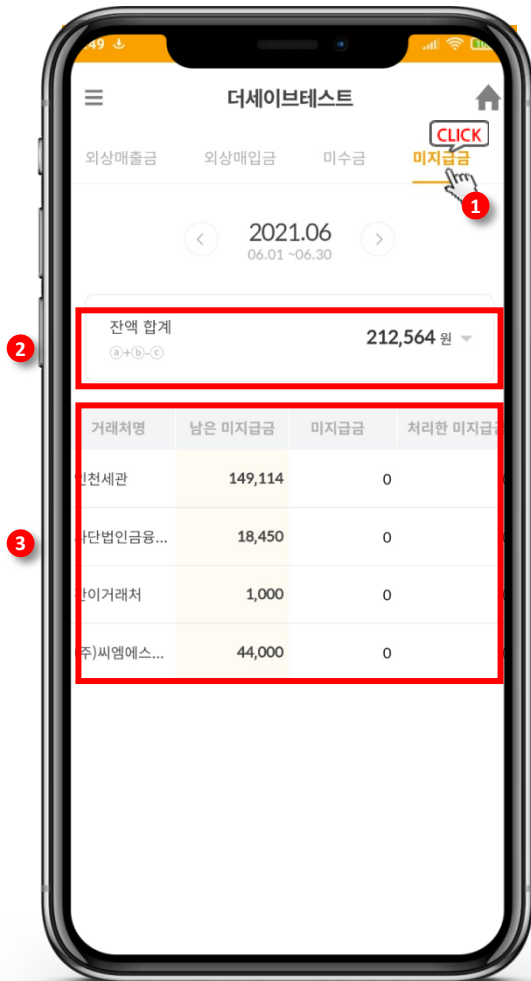 :49
더세이브테스트
CLICK
외상매출금 외상매입금 미수금 미지급금
1
< 2021.06 >
06.01 ~06.30
2
잔액 합계 212,564 원
ⓐ+ⓑ-ⓒ
3
거래처명 남은 미지급금 미지급금 처리한 미지급금
인천세관 149,114 0
사단법인금융... 18,450 0
간이거래처 1,000 0
(주)씨엠에스... 44,000 0